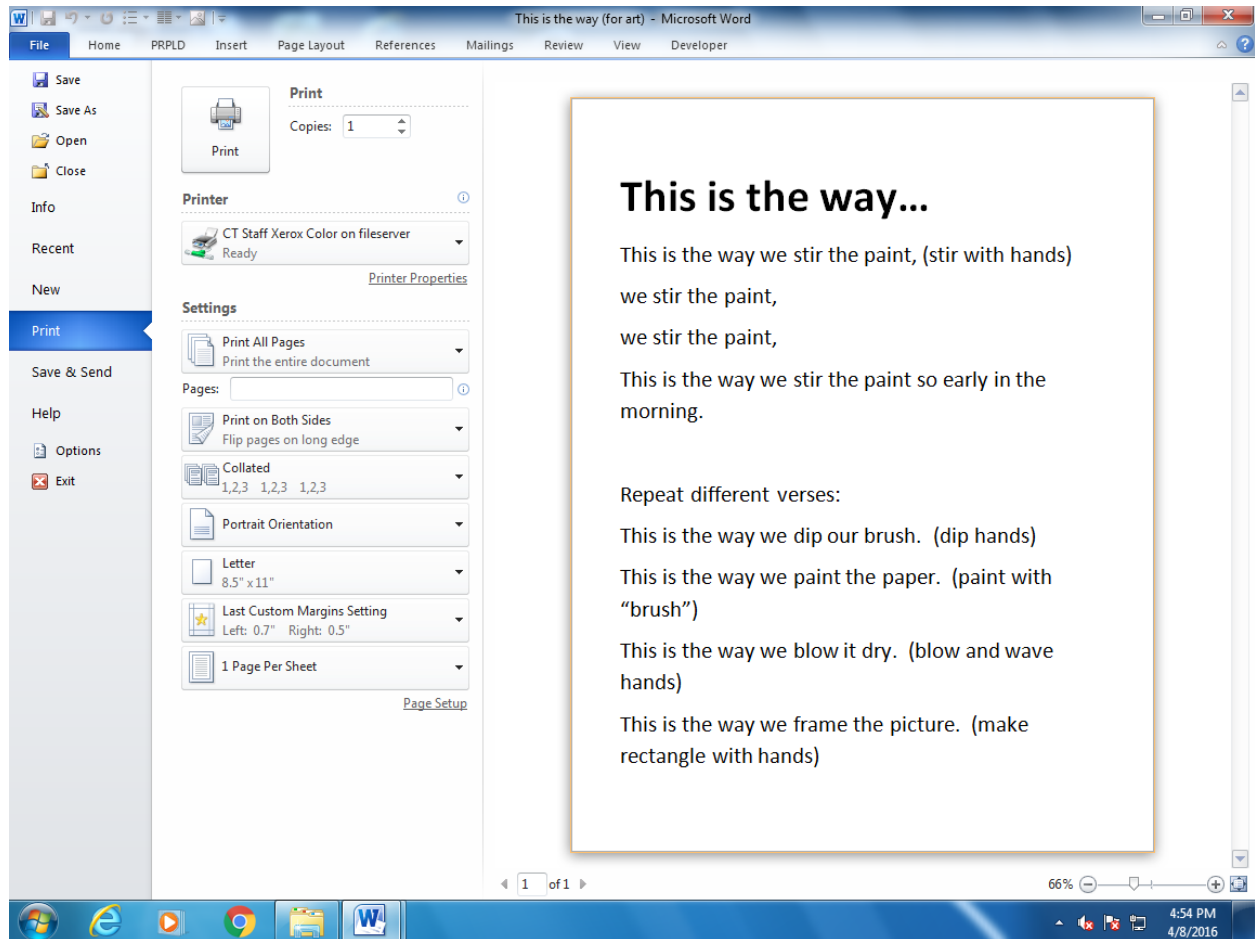 This is the way (for art) - Microsoft Word
File Home PRPLD Insert Page Layout References Mailings Review View Developer
Save
Save As
Open
Close
Info
Recent
New
Print
Save & Send
Help
Options
Exit
Print
Print
Copies: 1
Printer
CT Staff Xerox Color on fileserver
Ready
Printer Properties
Settings
Print All Pages
Print the entire document
Pages:
Print on Both Sides
Flip pages on long edge
Collated
1,2,3 1,2,3 1,2,3
Portrait Orientation
Letter
8.5" x 11"
Last Custom Margins Setting
Left: 0.7" Right: 0.5"
1 Page Per Sheet
Page Setup
This is the way...
This is the way we stir the paint, (stir with hands)
we stir the paint,
we stir the paint,
This is the way we stir the paint so early in the
morning.
Repeat different verses:
This is the way we dip our brush. (dip hands)
This is the way we paint the paper. (paint with
“brush”)
This is the way we blow it dry. (blow and wave
hands)
This is the way we frame the picture. (make
rectangle with hands)
1 of 1
66%
4:54 PM
4/8/2016